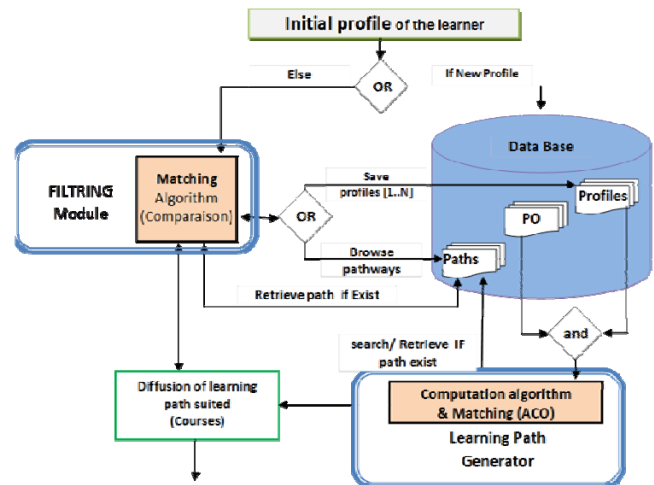 Initial profile of the learner
Else
OR
If New Profile
Data Base
FILTRING
Module
Matching
Algorithm
(Comparaison)
OR
Save
profiles [1..N]
Browse
pathways
Profiles
PO
Paths
Retrieve path if Exist
and
search/ Retrieve IF
path exist
Diffusion of learning
path suited
(Courses)
Computation algorithm
& Matching (ACO)
Learning Path
Generator